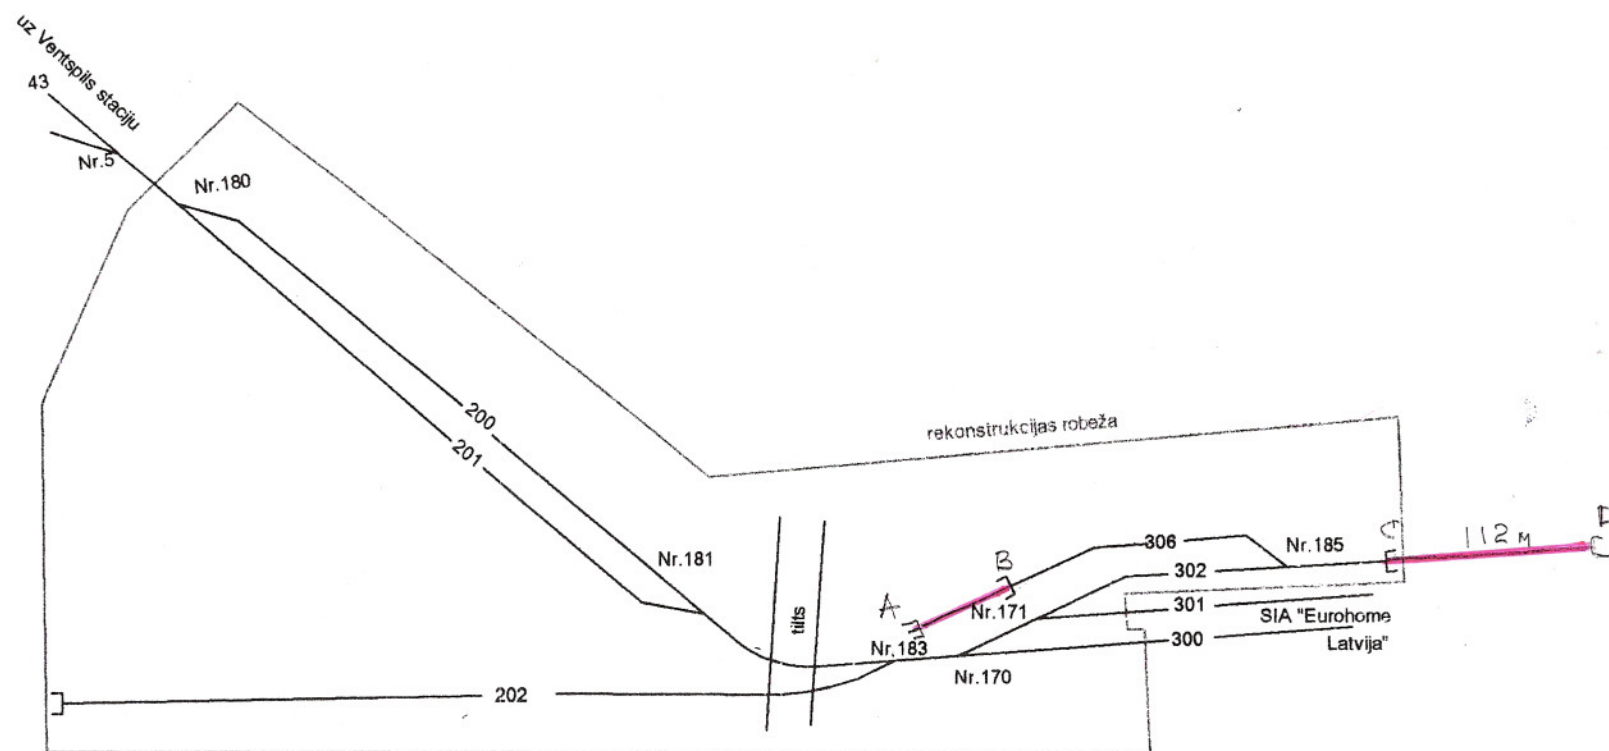 uz Ventspils staciju
43
Nr.5
Nr.180
200
201
rekonstrukcijas robeža
Nr.181
tilts
A
B
306
Nr.185
C
112 м
D
302
Nr.171
301
SIA "Eurohome
Latvija"
Nr.183
300
Nr.170
202